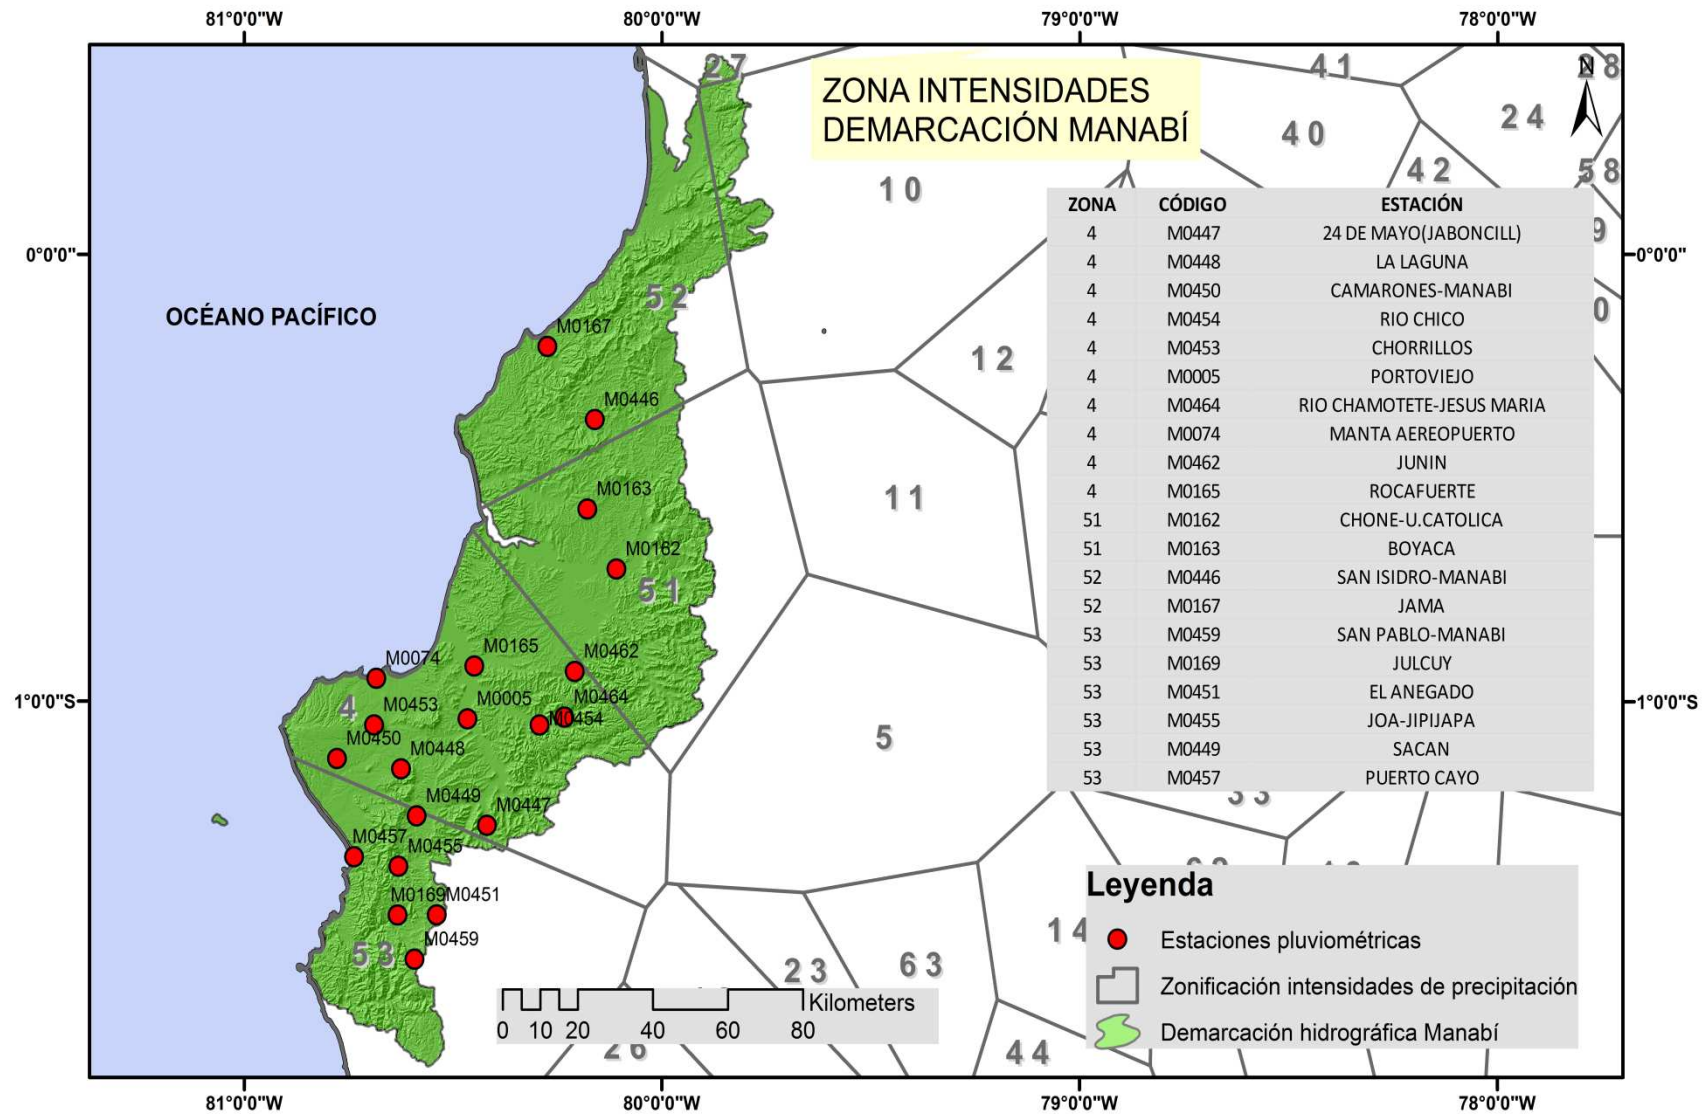 81°0'0"W 80°0'0"W 79°0'0"W 78°0'0"W
ZONA INTENSIDADES
DEMARCACIÓN MANABÍ
N
27
41
28
24
40
42
58
10
9
0°0'0" 0°0'0"
52
0
OCÉANO PACÍFICO
12
11
51
4
5
53
33
14
23
63
26
44
M0167
M0446
M0163
M0162
M0165
M0462
M0074
M0005
M0464
M0453
M0454
M0450
M0448
M0449
M0447
M0457
M0455
M0169
M0451
M0459
1°0'0"S 1°0'0"S
ZONA CÓDIGO ESTACIÓN
4 M0447 24 DE MAYO(JABONCILL)
4 M0448 LA LAGUNA
4 M0450 CAMARONES-MANABI
4 M0454 RIO CHICO
4 M0453 CHORRILLOS
4 M0005 PORTOVIEJO
4 M0464 RIO CHAMOTETE-JESUS MARIA
4 M0074 MANTA AEREOPUERTO
4 M0462 JUNIN
4 M0165 ROCAFUERTE
51 M0162 CHONE-U.CATOLICA
51 M0163 BOYACA
52 M0446 SAN ISIDRO-MANABI
52 M0167 JAMA
53 M0459 SAN PABLO-MANABI
53 M0169 JULCUY
53 M0451 EL ANEGADO
53 M0455 JOA-JIPIJAPA
53 M0449 SACAN
53 M0457 PUERTO CAYO
Leyenda
Estaciones pluviométricas
Zonificación intensidades de precipitación
Demarcación hidrográfica Manabí
Kilometers
0 10 20 40 60 80
81°0'0"W 80°0'0"W 79°0'0"W 78°0'0"W